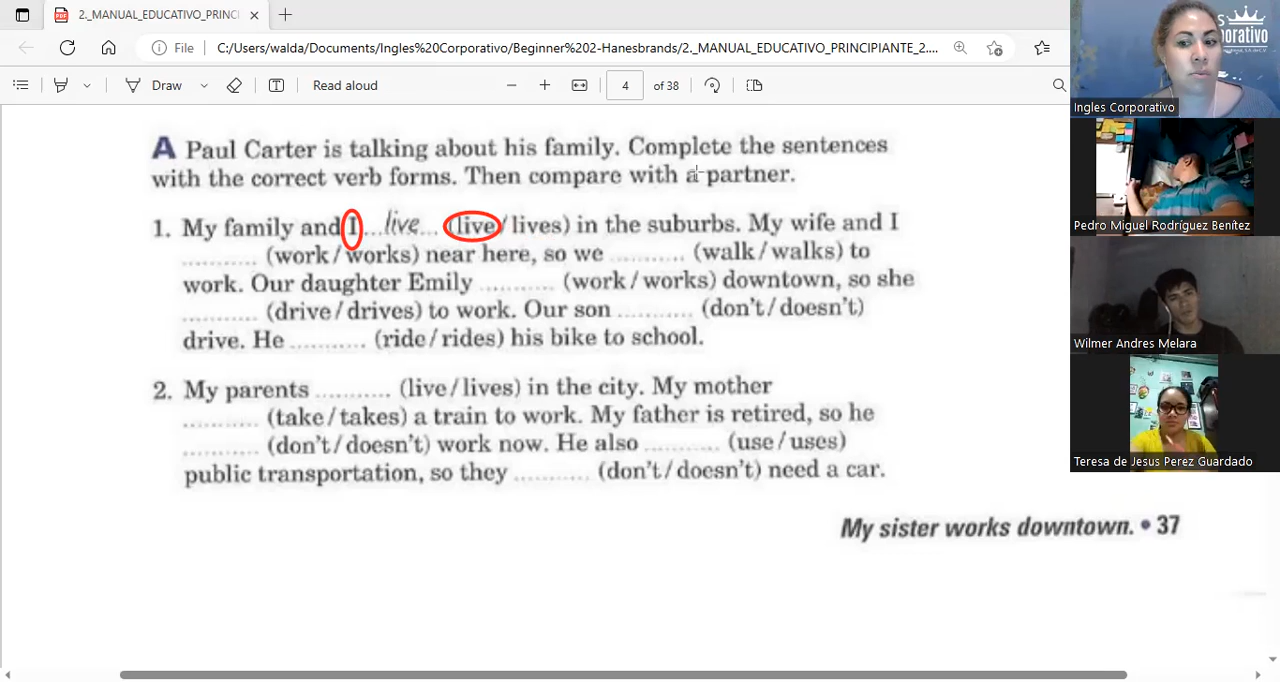 2._MANUAL_EDUCATIVO_PRINCI
File C:/Users/walda/Documents/Ingles%20Corporativo/Beginner%202-Hanesbrands/2._MANUAL_EDUCATIVO_PRINCIPIANTE_2....
Draw Read aloud 4 of 38
A Paul Carter is talking about his family. Complete the sentences
with the correct verb forms. Then compare with a partner.
1. My family and I ...live... (live/lives) in the suburbs. My wife and I
.......... (work/works) near here, so we .......... (walk/walks) to
work. Our daughter Emily .......... (work/works) downtown, so she
.......... (drive/drives) to work. Our son .......... (don't/doesn't)
drive. He .......... (ride/rides) his bike to school.
2. My parents .......... (live/lives) in the city. My mother
.......... (take/takes) a train to work. My father is retired, so he
.......... (don't/doesn't) work now. He also .......... (use/uses)
public transportation, so they .......... (don't/doesn't) need a car.
My sister works downtown. • 37
Ingles Corporativo
Pedro Miguel Rodríguez Benítez
Wilmer Andres Melara
Teresa de Jesus Perez Guardado